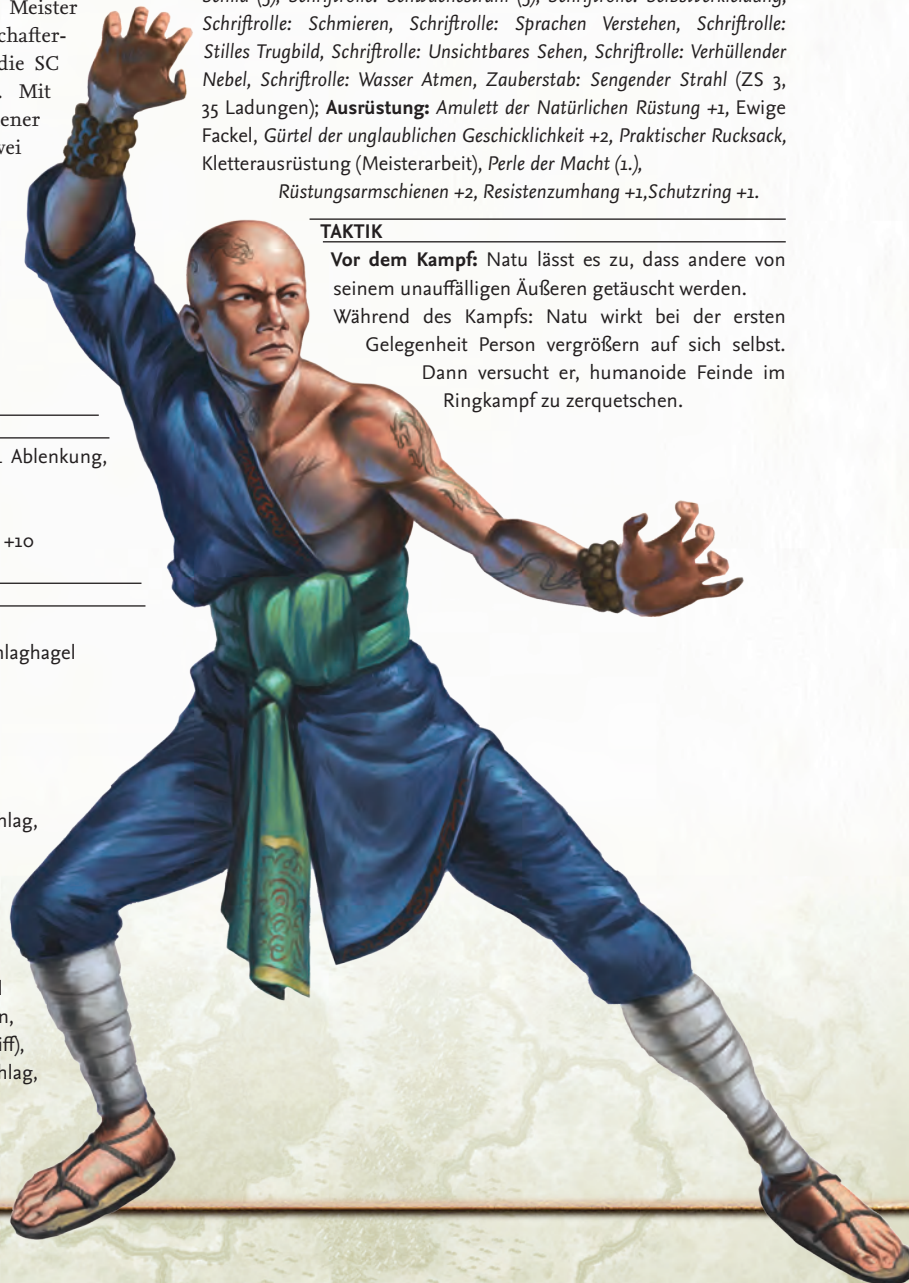 Meister
chafter-
die SC
. Mit
ener
vei
Ablenkung,
+10
hlaghagel
hlag,
n,
iff),
hlag,
Schriftrolle: Schmieren, Schriftrolle: Sprachen Verstehen, Schriftrolle:
Stilles Trugbild, Schriftrolle: Unsichtbares Sehen, Schriftrolle: Verhüllender
Nebel, Schriftrolle: Wasser Atmen, Zauberstab: Sengender Strahl (ZS 3,
35 Ladungen); Ausrüstung: Amulett der Natürlichen Rüstung +1, Ewige
Fackel, Gürtel der unglaublichen Geschicklichkeit +2, Praktischer Rucksack,
Kletterausrüstung (Meisterarbeit), Perle der Macht (1.),
Rüstungsarmschienen +2, Resistenzumhang +1,Schutzring +1.
TAKTIK
Vor dem Kampf: Natu lässt es zu, dass andere von
seinem unauffälligen Äußeren getäuscht werden.
Während des Kampfs: Natu wirkt bei der ersten
Gelegenheit Person vergrößern auf sich selbst.
Dann versucht er, humanoide Feinde im
Ringkampf zu zerquetschen.